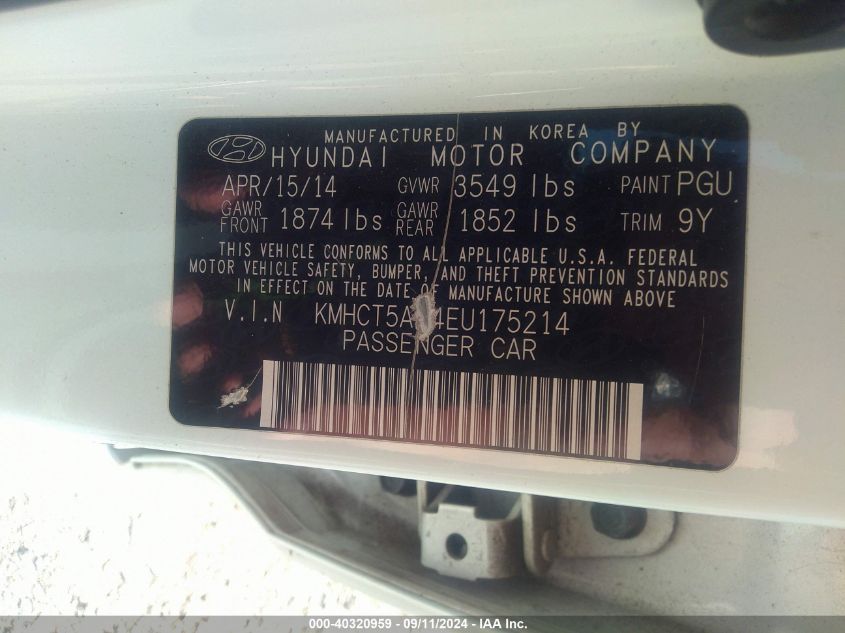 MANUFACTURED IN KOREA BY
HYUNDAI MOTOR COMPANY
APR/15/14 GVWR 3549 lbs PAINT PGU
GAWR FRONT 1874 lbs GAWR REAR 1852 lbs TRIM 9Y
THIS VEHICLE CONFORMS TO ALL APPLICABLE U.S.A. FEDERAL
MOTOR VEHICLE SAFETY, BUMPER, AND THEFT PREVENTION STANDARDS
IN EFFECT ON THE DATE OF MANUFACTURE SHOWN ABOVE
V.I.N
PASSENGER CAR
000-40320959 - 09/11/2024 - IAAI.com